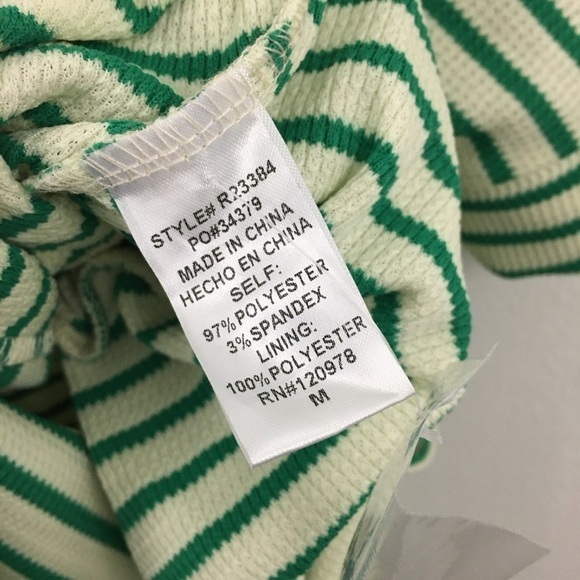 STYLE# R23384
PO#34379
MADE IN CHINA
HECHO EN CHINA
SELF:
97%POLYESTER
3%SPANDEX
LINING:
100%POLYESTER
RN#120978
M